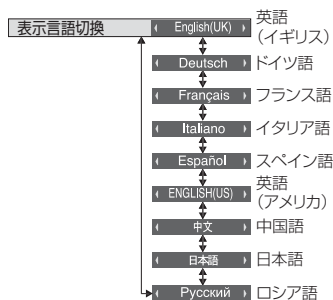 表示言語切換
English(UK)
英語
（イギリス）
Deutsch
ドイツ語
Français
フランス語
Italiano
イタリア語
Español
スペイン語
ENGLISH(US)
英語
（アメリカ）
中文
中国語
日本語
日本語
Русский
ロシア語